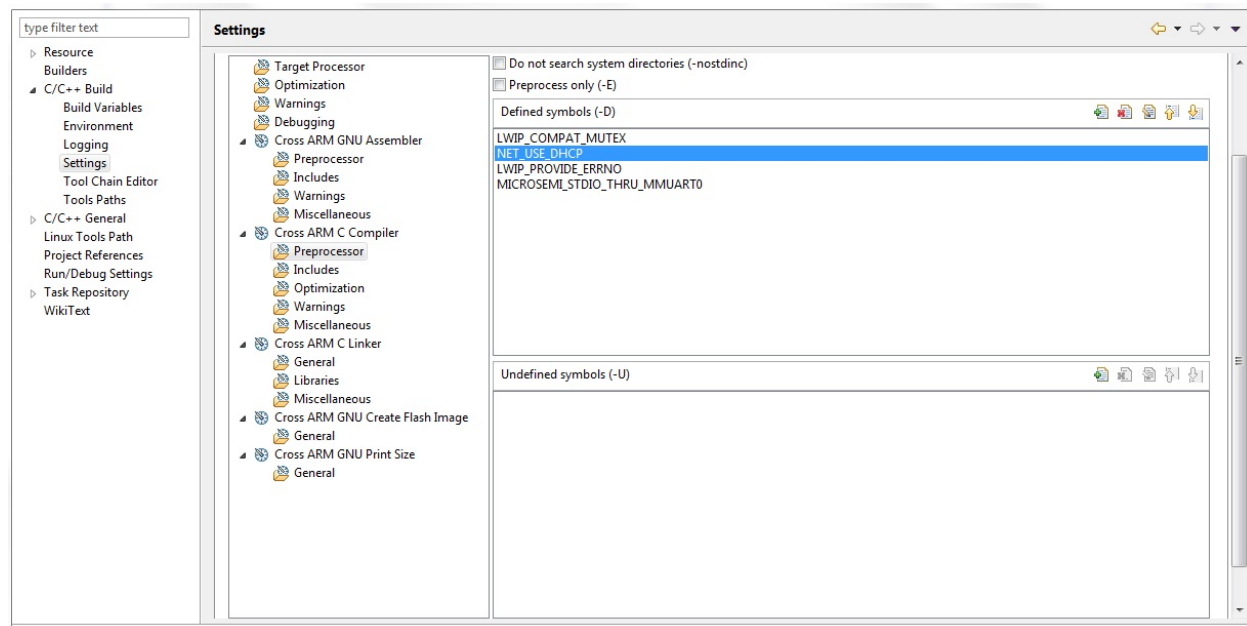 type filter text
Resource
Builders
C/C++ Build
Build Variables
Environment
Logging
Settings
Tool Chain Editor
Tools Paths
C/C++ General
Linux Tools Path
Project References
Run/Debug Settings
Task Repository
WikiText
Settings
Target Processor
Optimization
Warnings
Debugging
Cross ARM GNU Assembler
Preprocessor
Includes
Warnings
Miscellaneous
Cross ARM C Compiler
Preprocessor
Includes
Optimization
Warnings
Miscellaneous
Cross ARM C Linker
General
Libraries
Miscellaneous
Cross ARM GNU Create Flash Image
General
Cross ARM GNU Print Size
General
Do not search system directories (-nostdinc)
Preprocess only (-E)
Defined symbols (-D)
LWIP_COMPAT_MUTEX
NET_USE_DHCP
LWIP_PROVIDE_ERRNO
MICROSEMI_STDIO_THRU_MMUART0
Undefined symbols (-U)